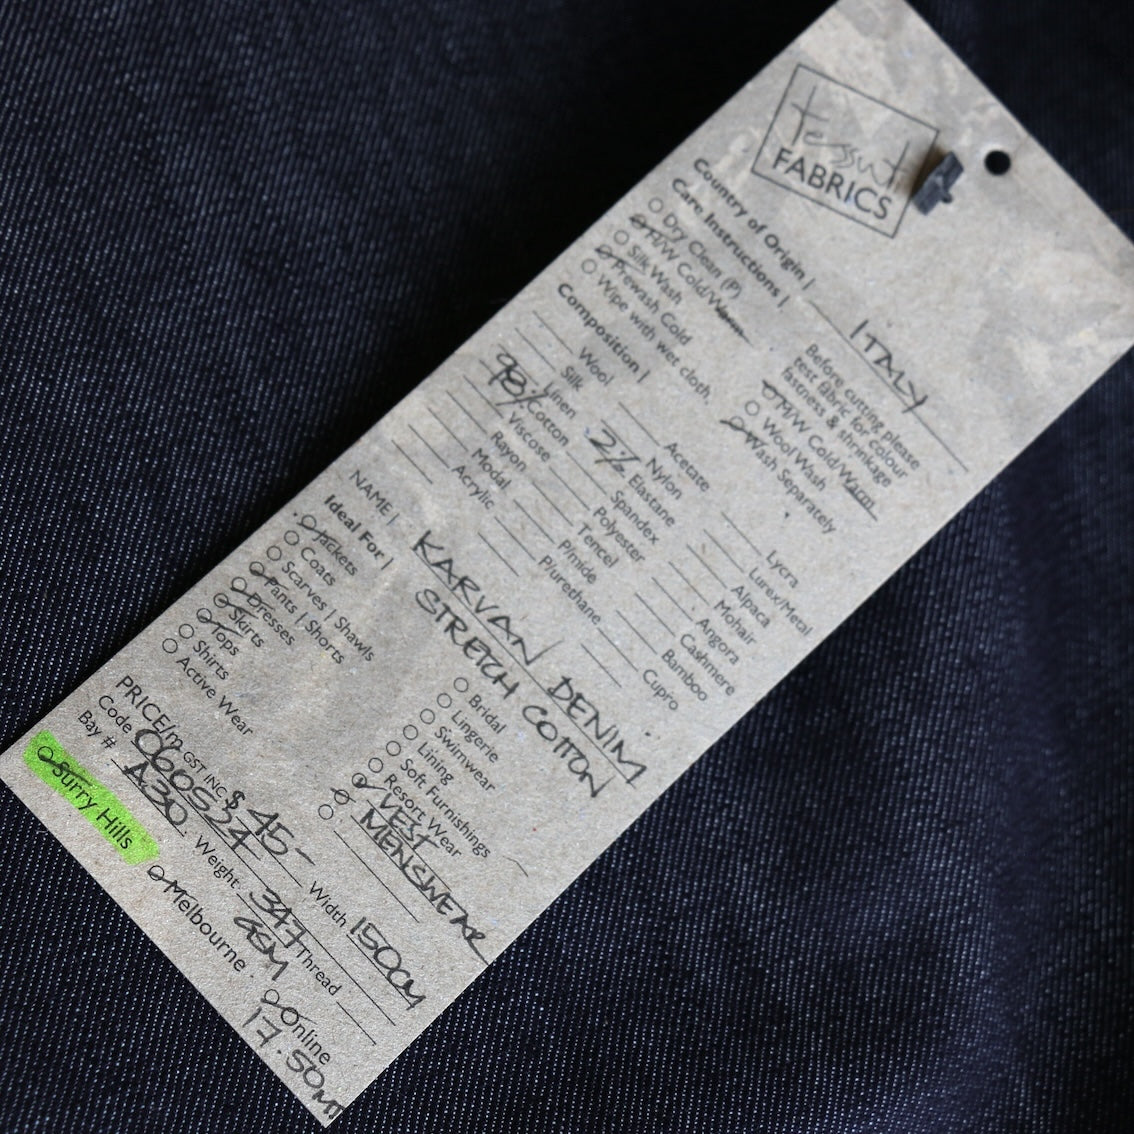 Tessuti
FABRICS
Country of Origin | ITALY
Care Instructions |
Dry Clean (P)
H/W Cold/Warm
Silk Wash
Prewash Cold
Wipe with wet cloth
Before cutting please
test fabric for colour
fastness & shrinkage
M/W Cold/Warm
Wool Wash
Wash Separately
Composition |
Wool
Silk
Linen
98% Cotton
Viscose
Rayon
Modal
Acrylic
Acetate
Nylon
2% Elastane
Spandex
Polyester
Tencel
P/mide
P/urethane
Lycra
Lurex/Metal
Alpaca
Mohair
Angora
Cashmere
Bamboo
Cupro
NAME | KARVAN DENIM
STRETCH COTTON
Ideal For |
Jackets
Coats
Scarves | Shawls
Pants | Shorts
Dresses
Skirts
Tops
Shirts
Active Wear
Bridal
Lingerie
Swimwear
Lining
Soft Furnishings
Resort Wear
VEST
MENSWEAR
PRICE/m GST INC $45- Width 150CM
Code 060534 Weight 347 GSM Thread
Bay # A30
Surry Hills
Melbourne
Online
17.50MT